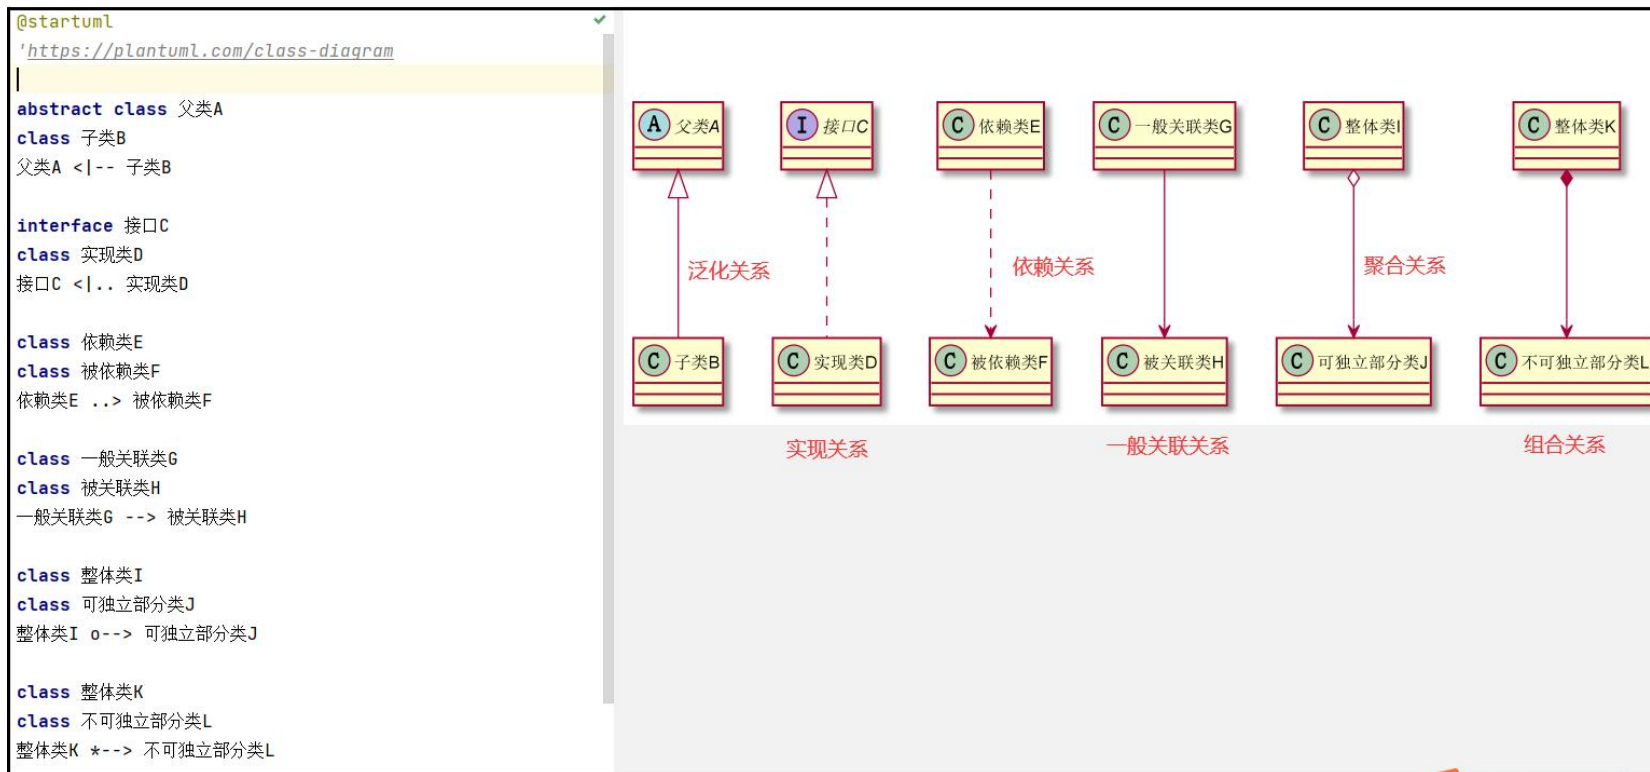 @startuml
'https://plantuml.com/class-diagram
abstract class 父类A
class 子类B
父类A <|-- 子类B
interface 接口C
class 实现类D
接口C <|.. 实现类D
class 依赖类E
class 被依赖类F
依赖类E ..> 被依赖类F
class 一般关联类G
class 被关联类H
一般关联类G --> 被关联类H
class 整体类I
class 可独立部分类J
整体类I o--> 可独立部分类J
class 整体类K
class 不可独立部分类L
整体类K *--> 不可独立部分类L
A 父类A
I 接口C
C 依赖类E
C 一般关联类G
C 整体类I
C 整体类K
泛化关系
依赖关系
聚合关系
C 子类B
C 实现类D
C 被依赖类F
C 被关联类H
C 可独立部分类J
C 不可独立部分类L
实现关系
一般关联关系
组合关系